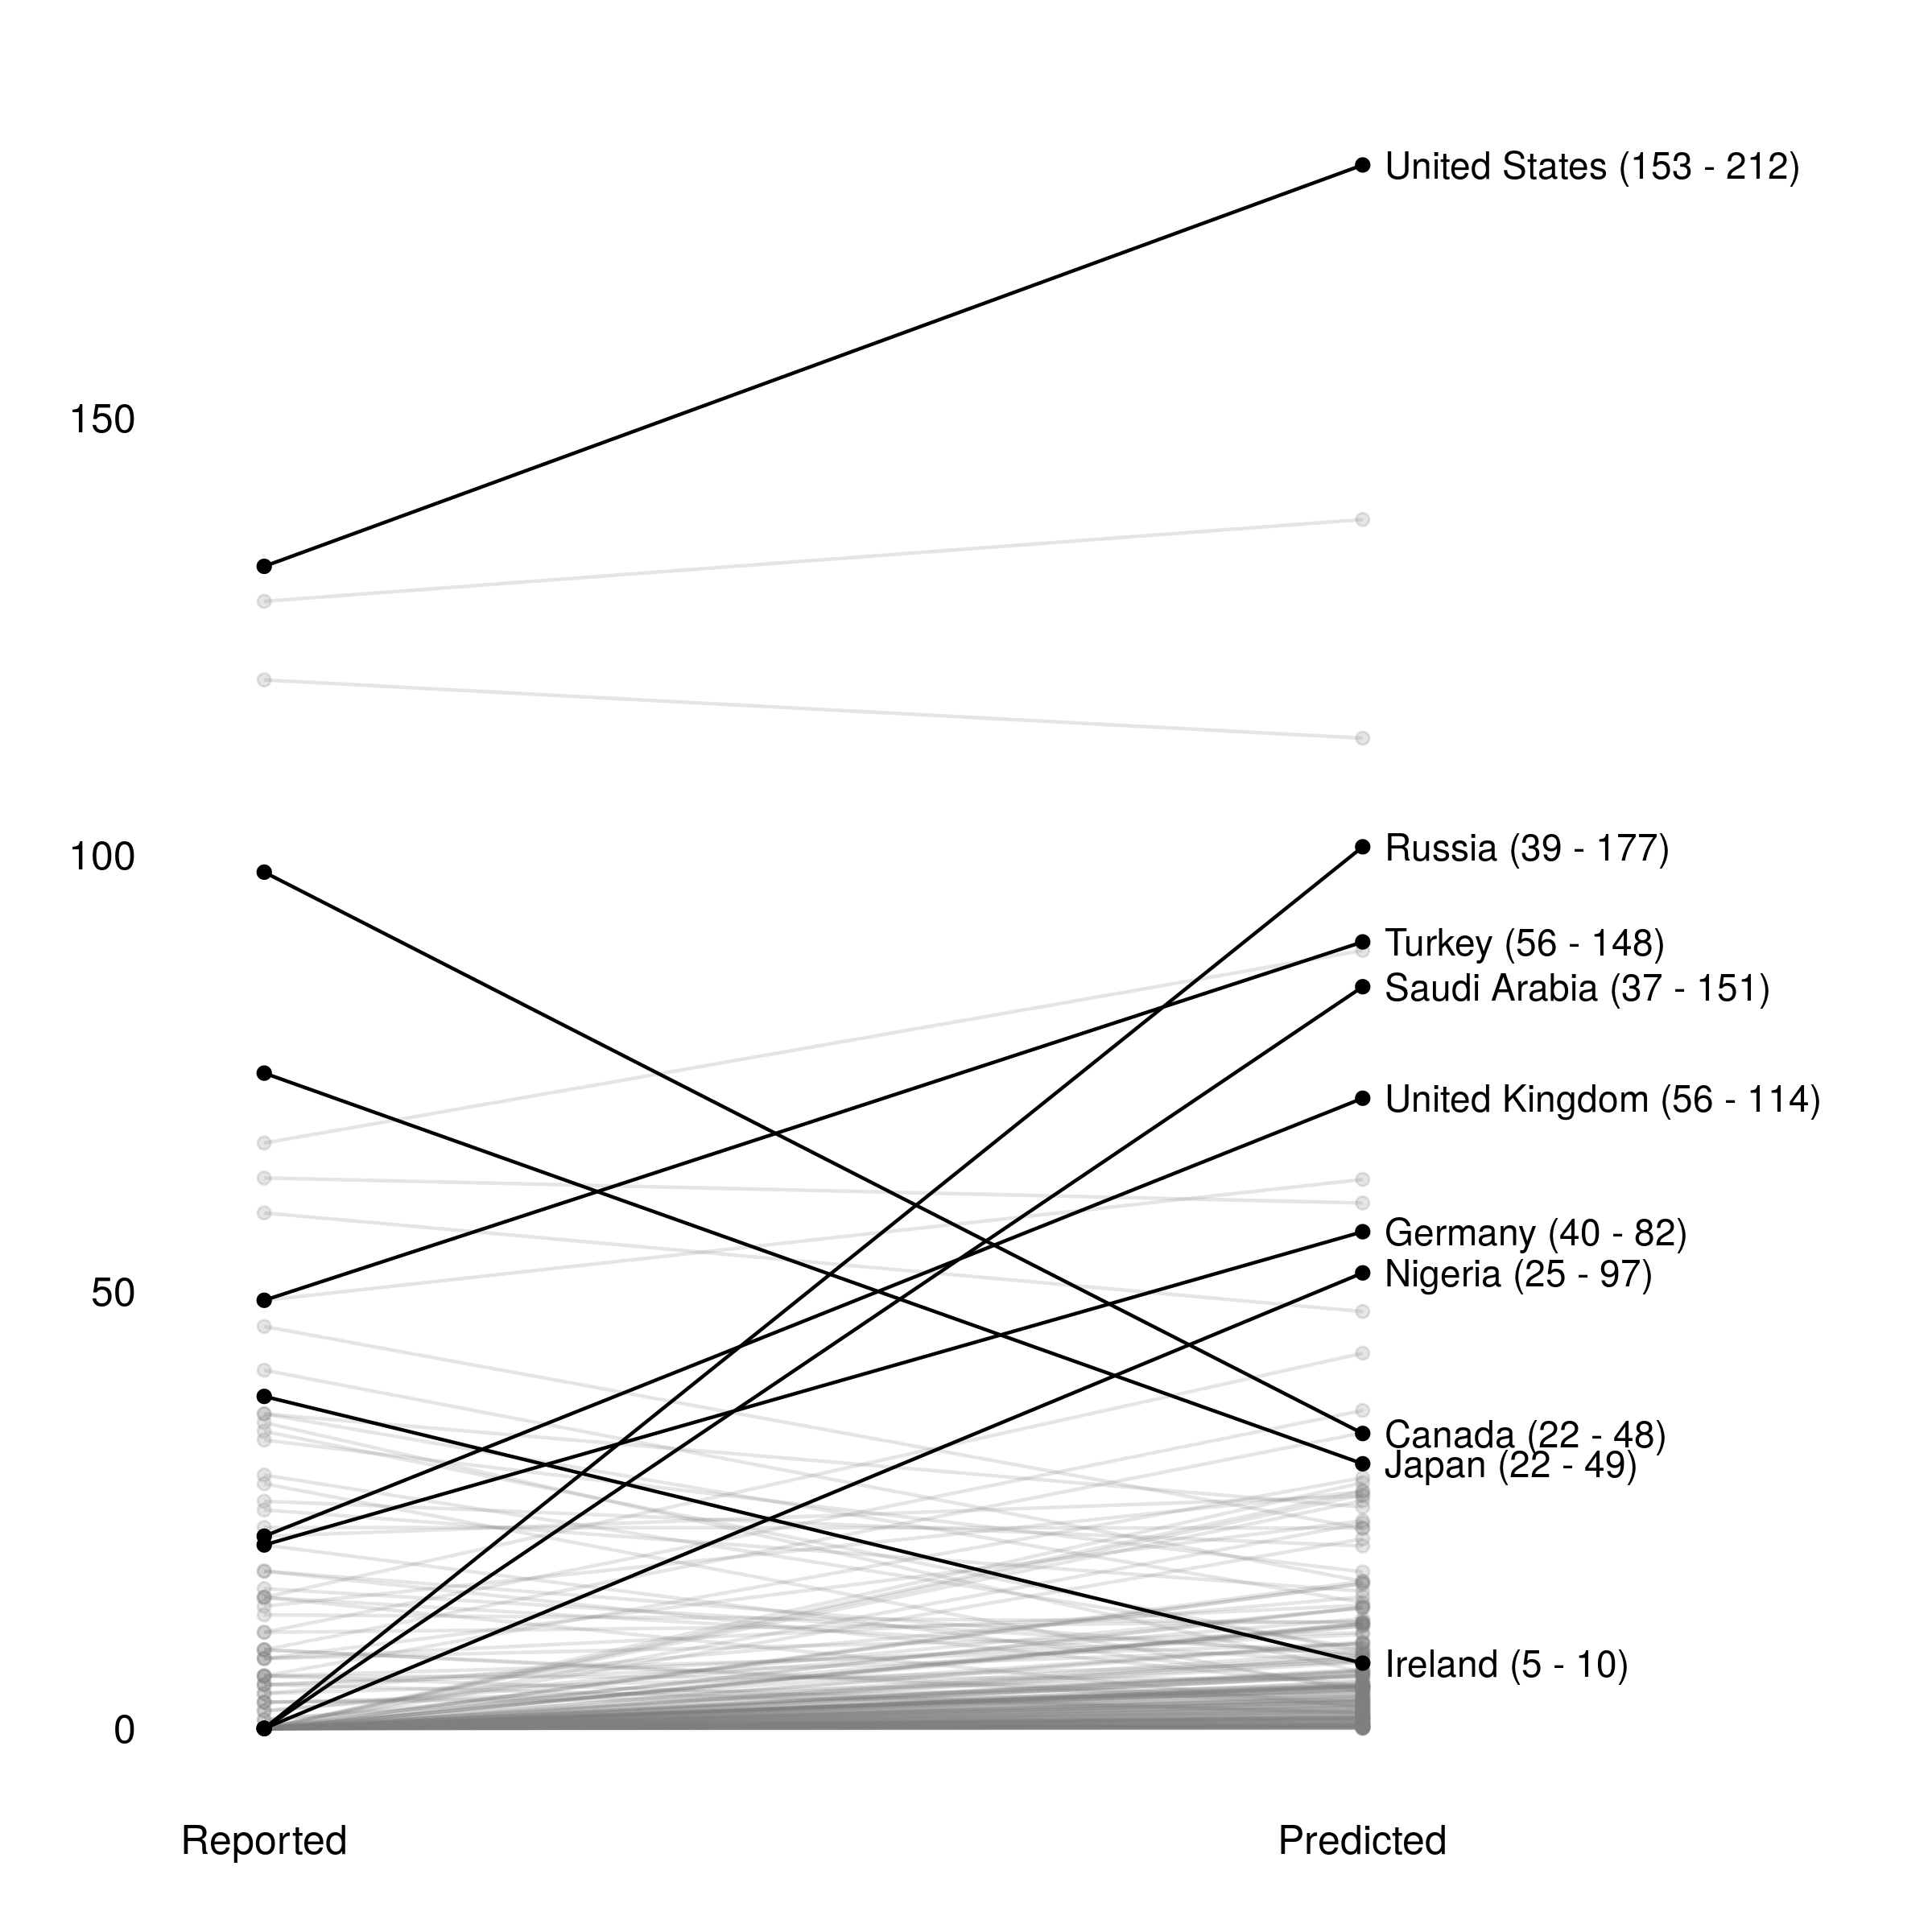 United States (153 - 212)
150
100
Russia (39 - 177)
Turkey (56 - 148)
Saudi Arabia (37 - 151)
United Kingdom (56 - 114)
Germany (40 - 82)
Nigeria (25 - 97)
50
Canada (22 - 48)
Japan (22 - 49)
Ireland (5 - 10)
0
Reported Predicted